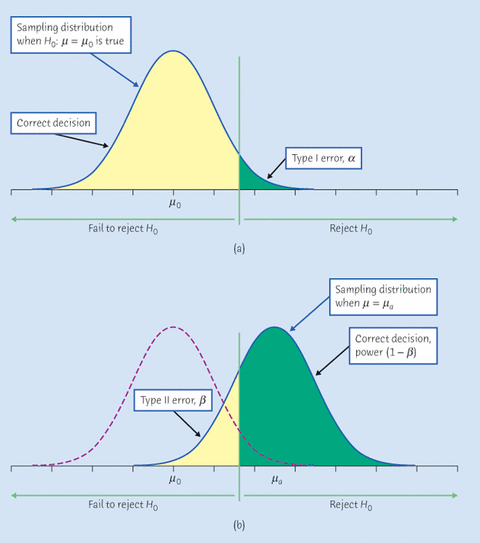 Sampling distribution
when H₀: μ = μ₀ is true
Correct decision
Type I error, α
μ₀
Fail to reject H₀
Reject H₀
(a)
Sampling distribution
when μ = μₐ
Correct decision,
power (1 − β)
Type II error, β
μ₀
μₐ
Fail to reject H₀
Reject H₀
(b)